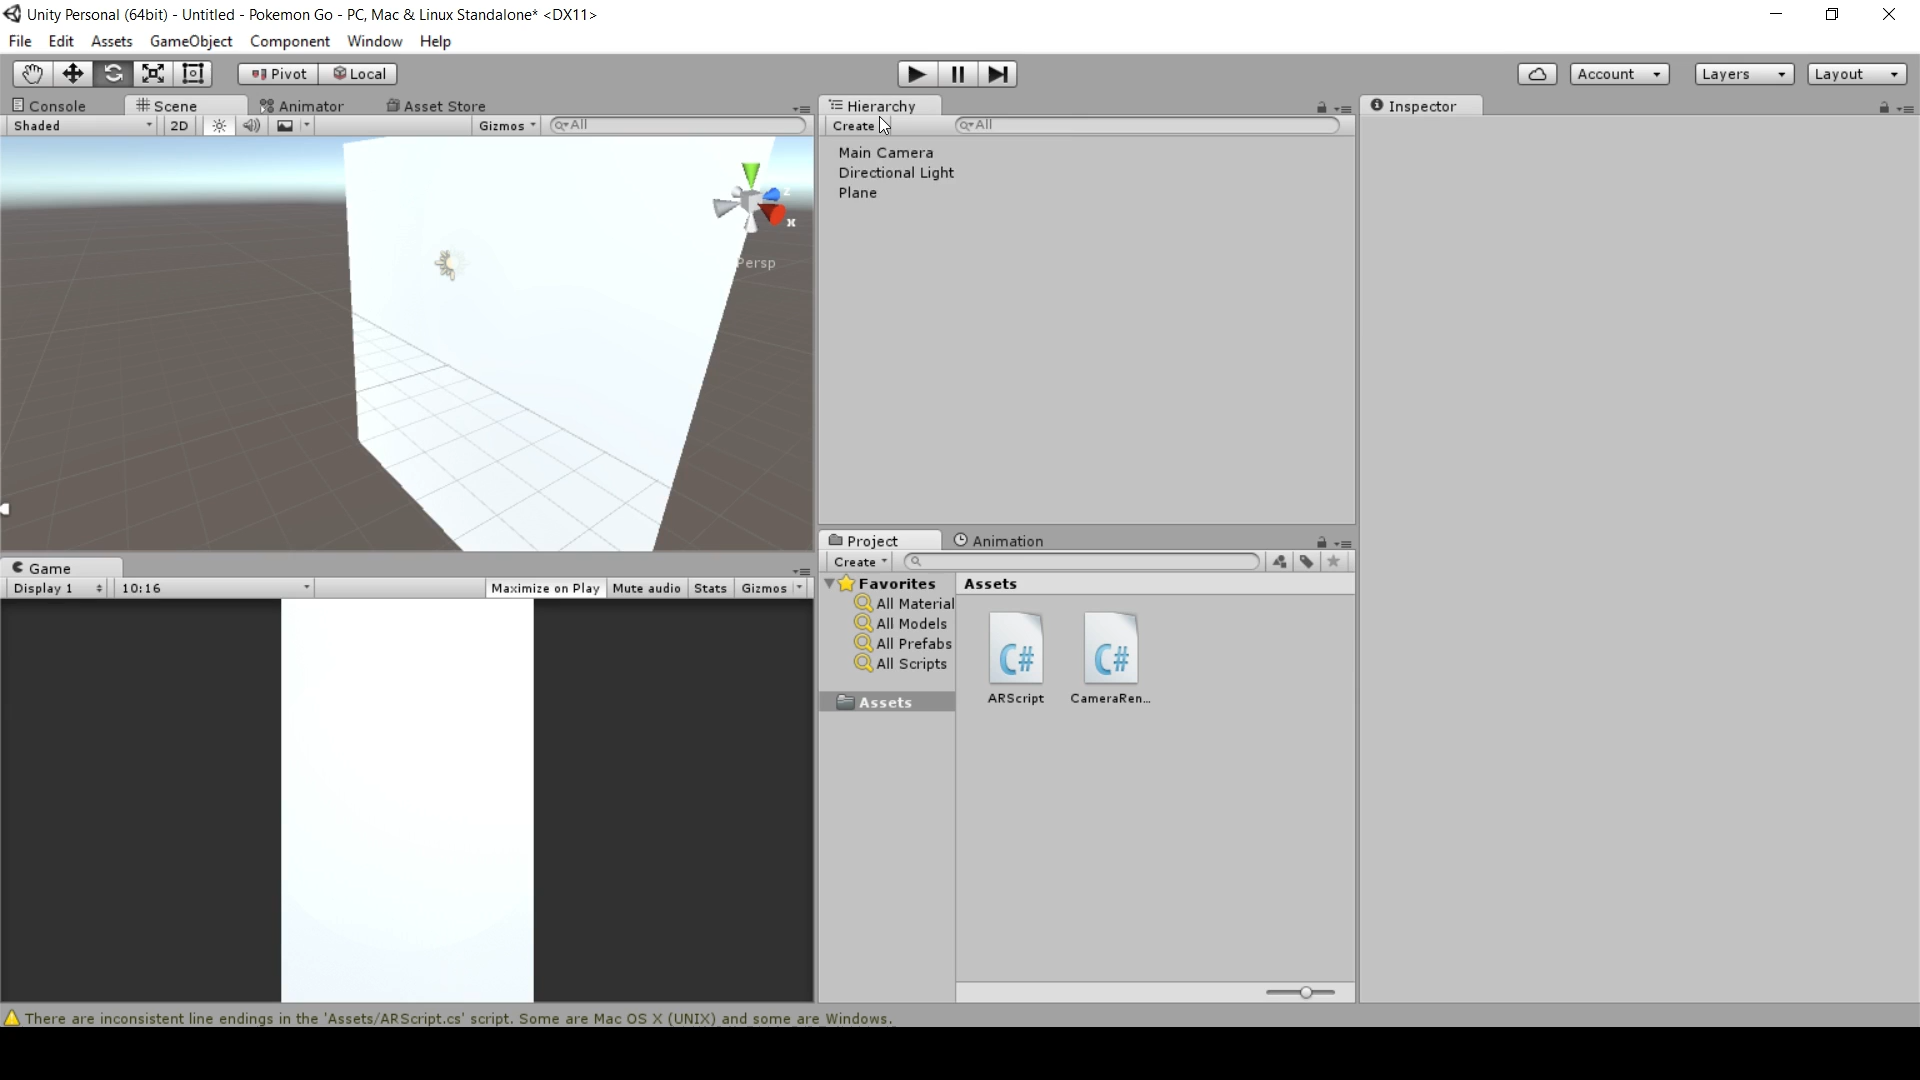 Unity Personal (64bit) - Untitled - Pokemon Go - PC, Mac & Linux Standalone* <DX11>
File Edit Assets GameObject Component Window Help
Pivot Local Account Layers Layout
Console Scene Animator Asset Store Hierarchy Inspector
Shaded 2D Gizmos All Create All
Main Camera
Directional Light
Plane
z
x
Persp
Project Animation
Create
Game
Display 1 10:16 Maximize on Play Mute audio Stats Gizmos
Favorites
All Material
All Models
All Prefabs
All Scripts
Assets
Assets
C# C#
ARScript CameraRen...
There are inconsistent line endings in the 'Assets/ARScript.cs' script. Some are Mac OS X (UNIX) and some are Windows.